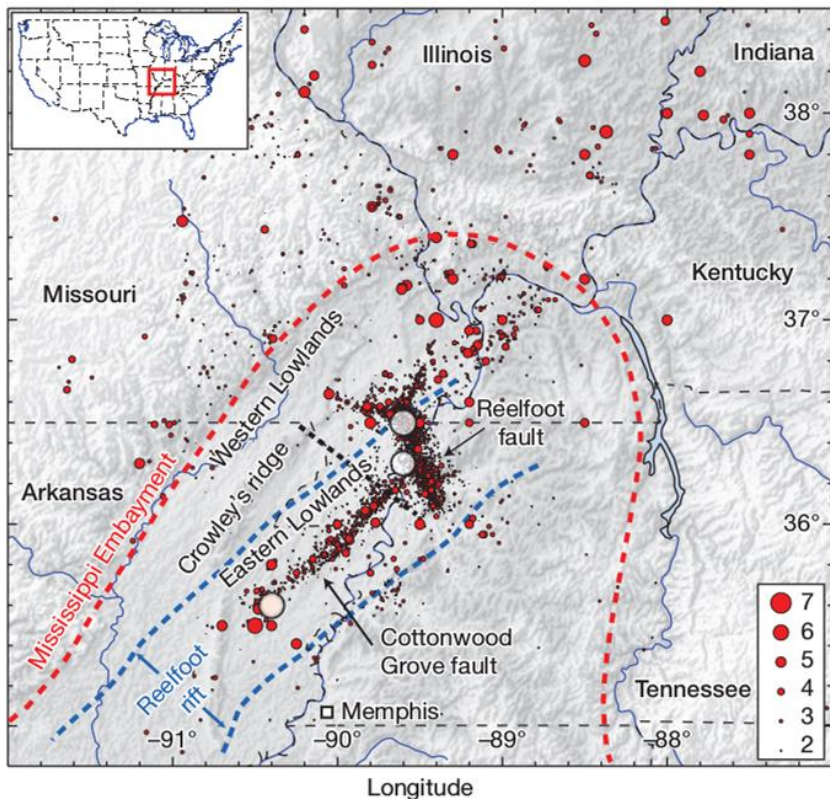 Illinois
Indiana
38°
Kentucky
Missouri
37°
Western Lowlands
Reelfoot
fault
Crowley's ridge
Eastern Lowlands
Arkansas
Mississippi Embayment
36°
Cottonwood
Grove fault
Reelfoot
rift
Memphis
Tennessee
7
6
5
4
3
2
–91°
–90°
–89°
–88°
Longitude